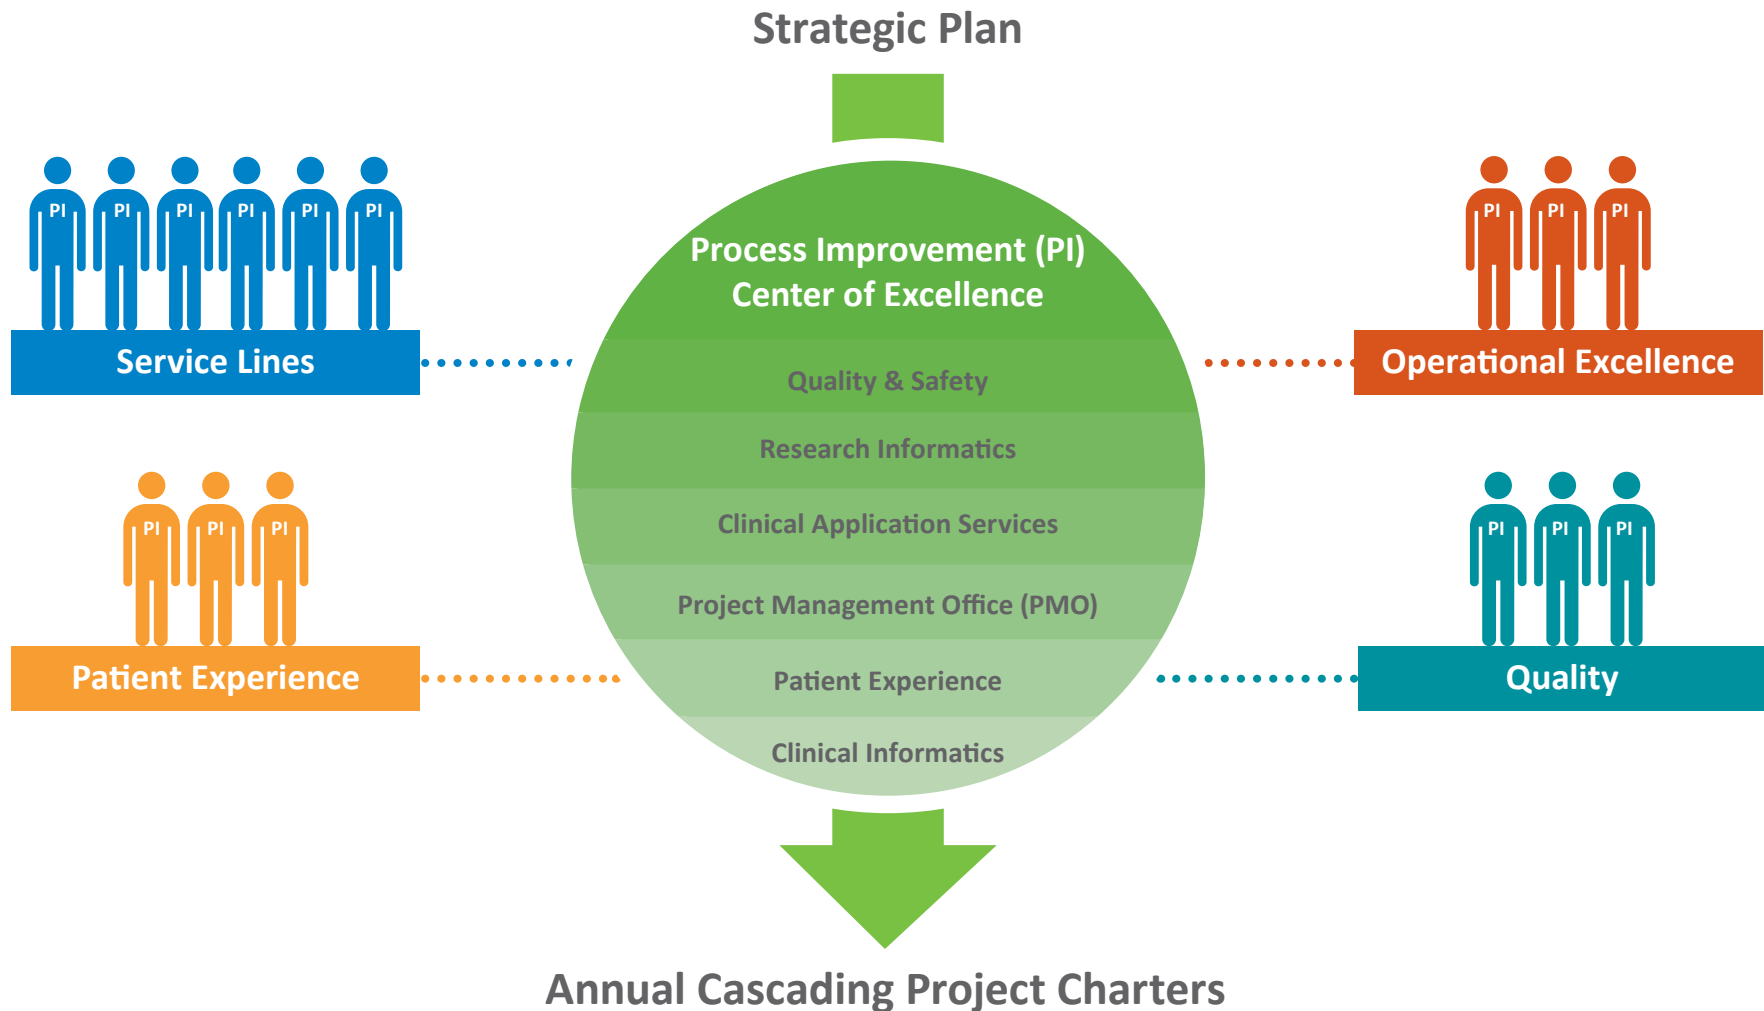 Strategic Plan
PI PI PI PI PI PI
Service Lines
PI PI PI
Operational Excellence
Process Improvement (PI)
Center of Excellence
Quality & Safety
Research Informatics
Clinical Application Services
Project Management Office (PMO)
Patient Experience
Clinical Informatics
PI PI PI
Patient Experience
PI PI PI
Quality
Annual Cascading Project Charters